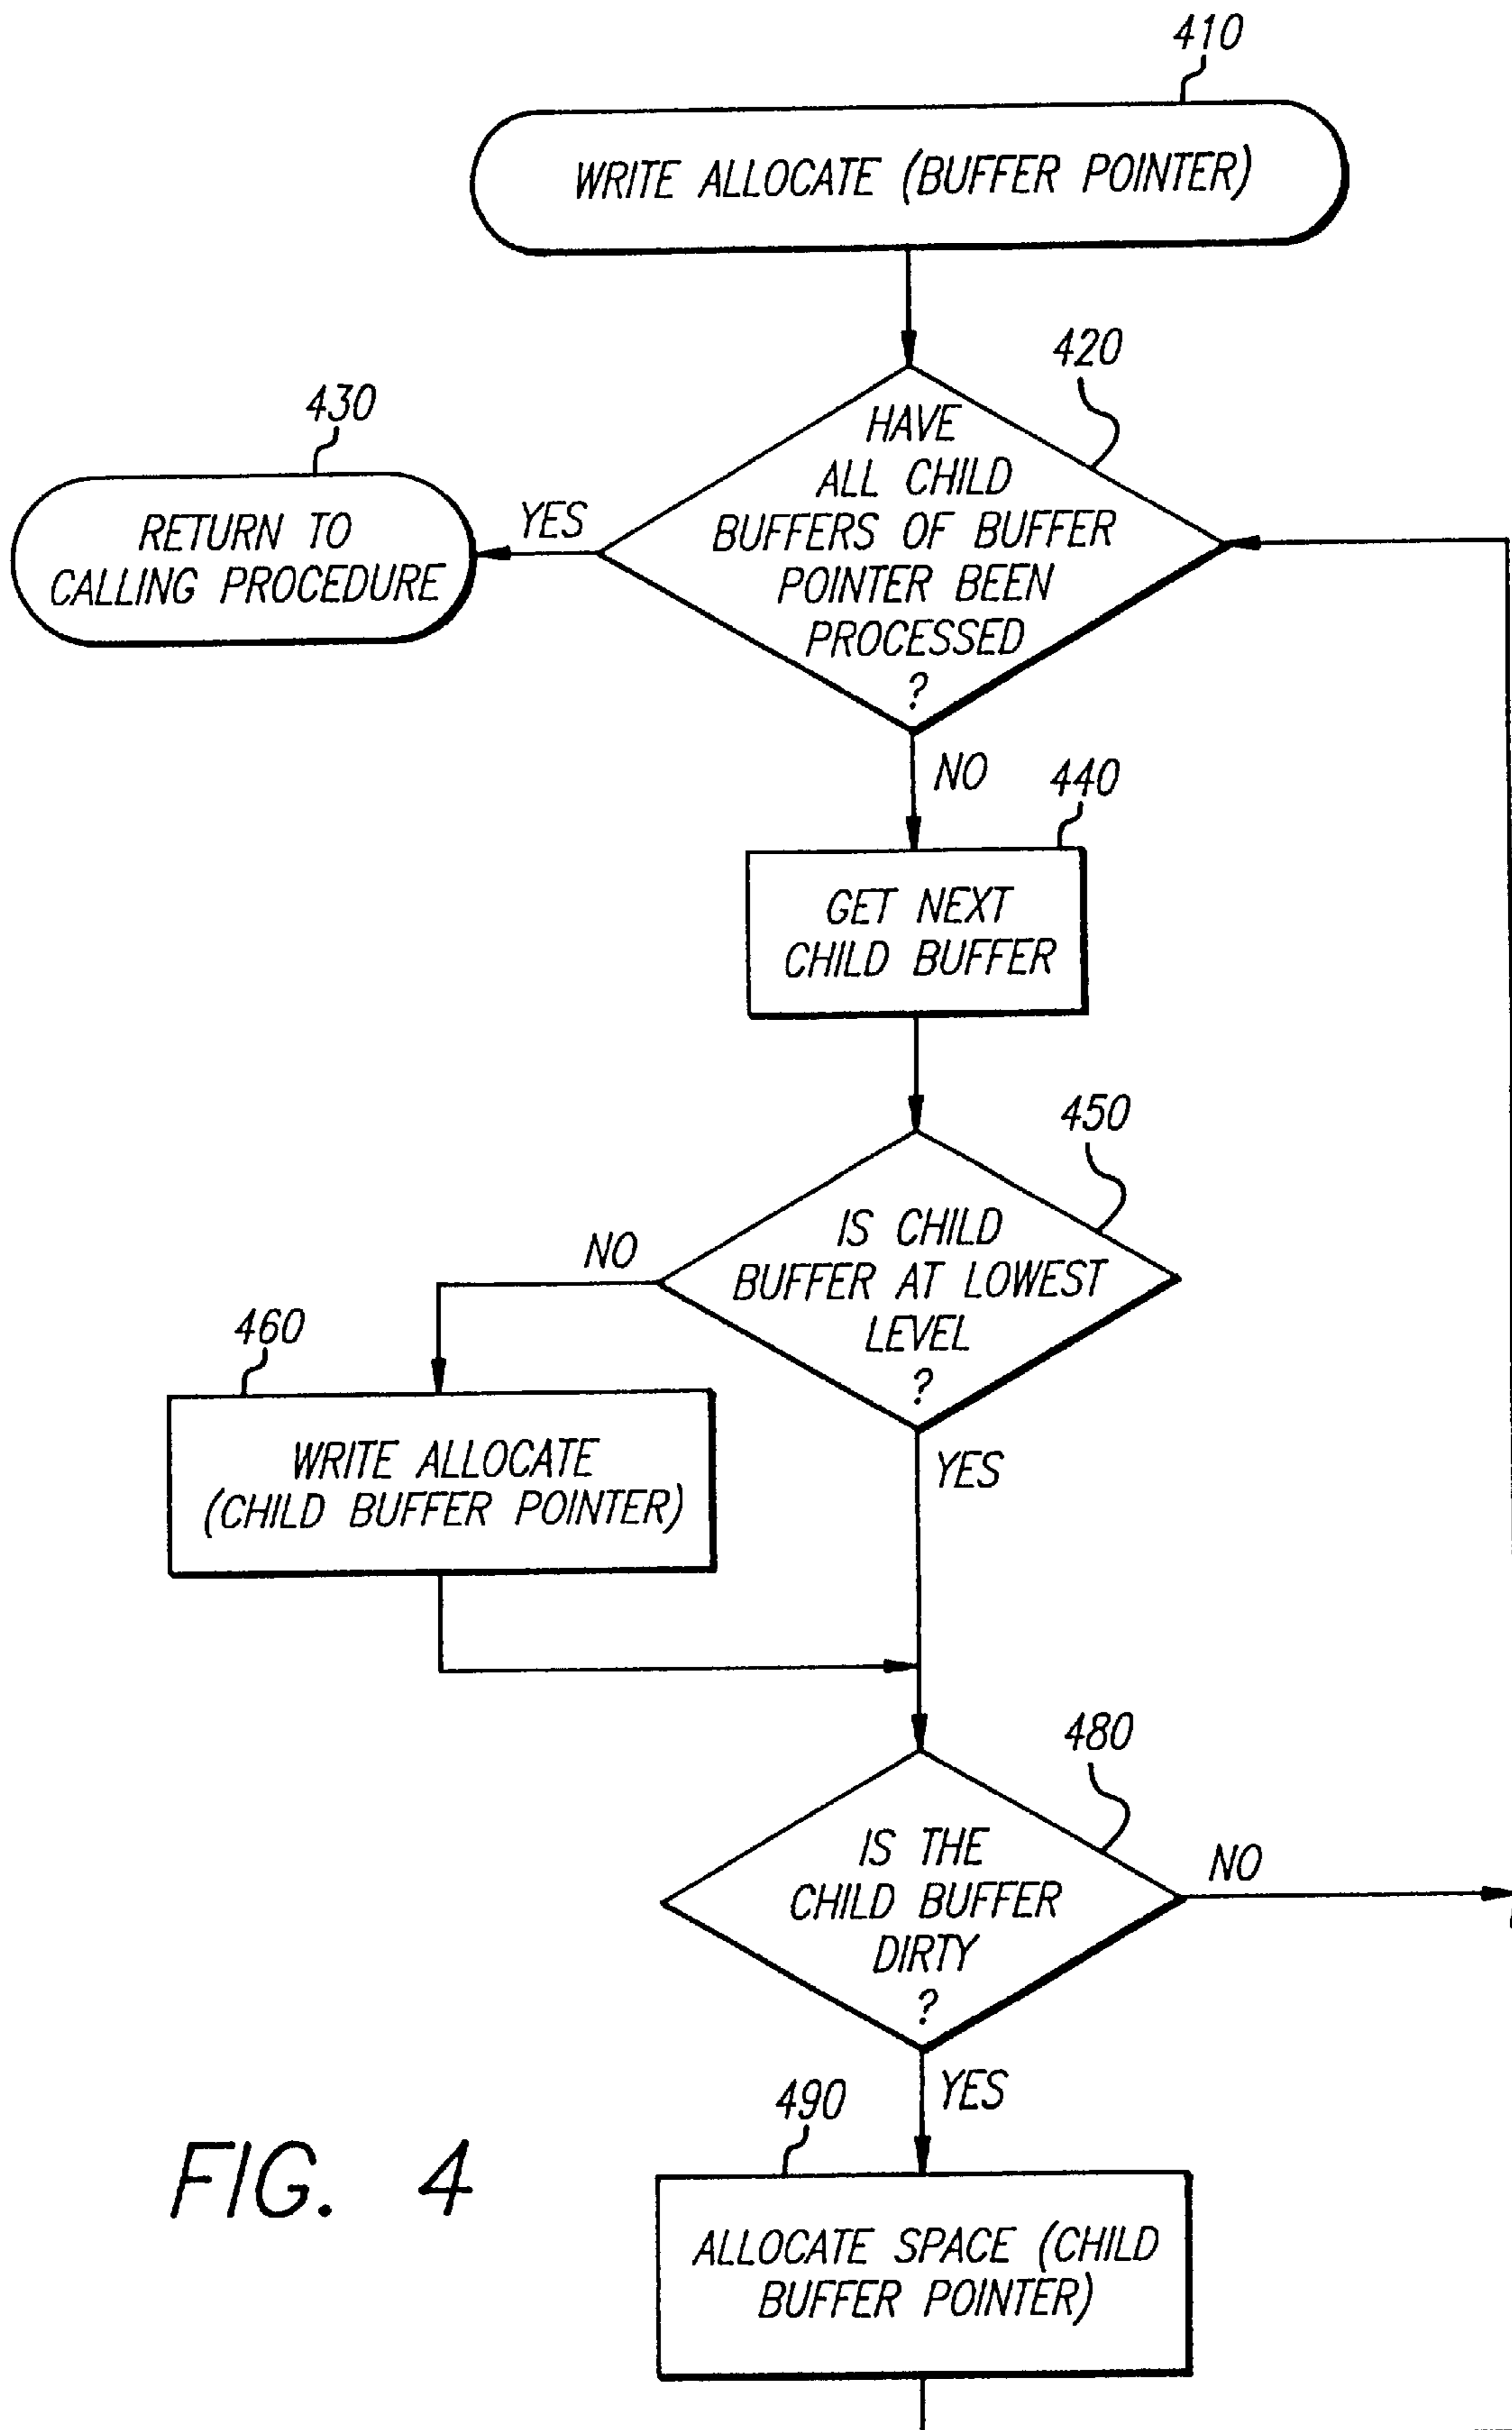 410
WRITE ALLOCATE (BUFFER POINTER)
420
HAVE
ALL CHILD
BUFFERS OF BUFFER
POINTER BEEN
PROCESSED
?
430
YES
RETURN TO
CALLING PROCEDURE
NO
440
GET NEXT
CHILD BUFFER
450
IS CHILD
BUFFER AT LOWEST
LEVEL
?
NO
460
WRITE ALLOCATE
(CHILD BUFFER POINTER)
YES
480
IS THE
CHILD BUFFER
DIRTY
?
NO
YES
490
ALLOCATE SPACE (CHILD
BUFFER POINTER)
FIG. 4